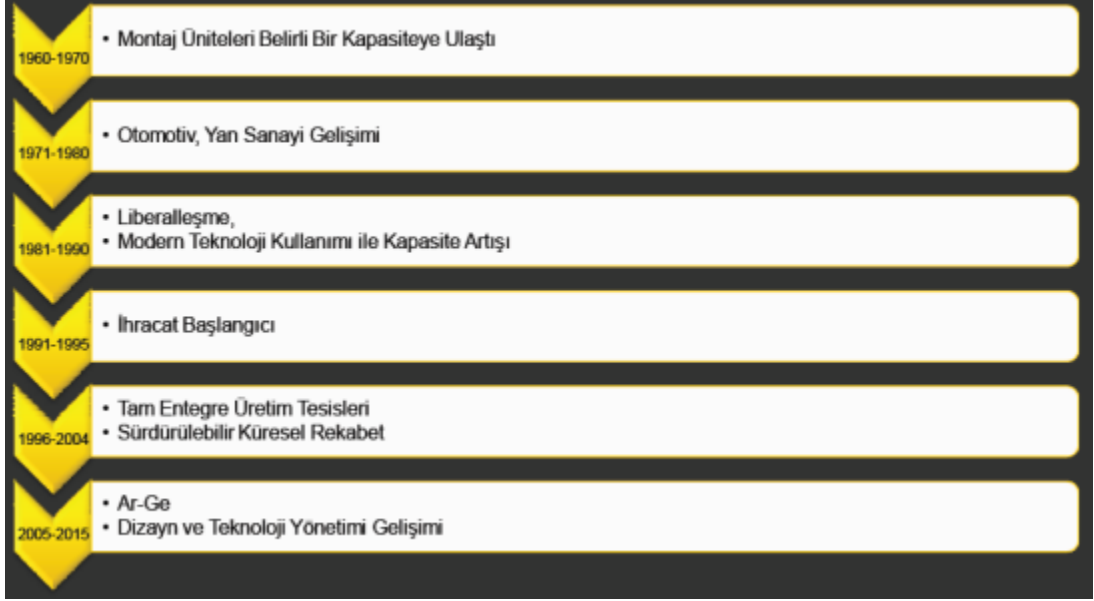 1960-1970
• Montaj Üniteleri Belirli Bir Kapasiteye Ulaştı
1971-1980
• Otomotiv, Yan Sanayi Gelişimi
1981-1990
• Liberalleşme,
• Modern Teknoloji Kullanımı ile Kapasite Artışı
1991-1995
• İhracat Başlangıcı
1996-2004
• Tam Entegre Üretim Tesisleri
• Sürdürülebilir Küresel Rekabet
2005-2015
• Ar-Ge
• Dizayn ve Teknoloji Yönetimi Gelişimi